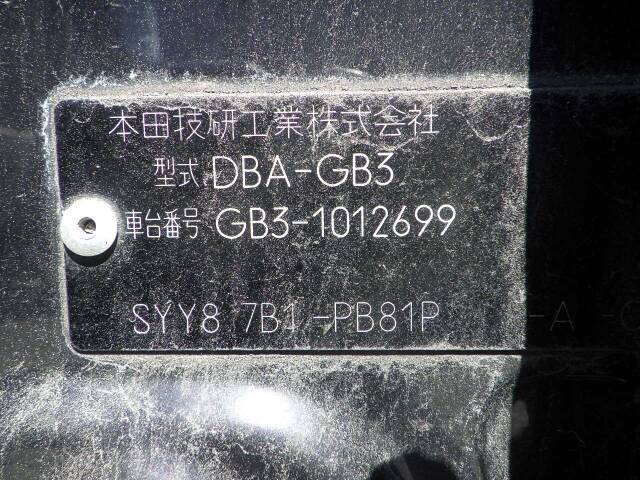 本田技研工業株式会社
型式 DBA-GB3
車台番号 GB3-1012699
SYY8 7B1 -PB81P -A -